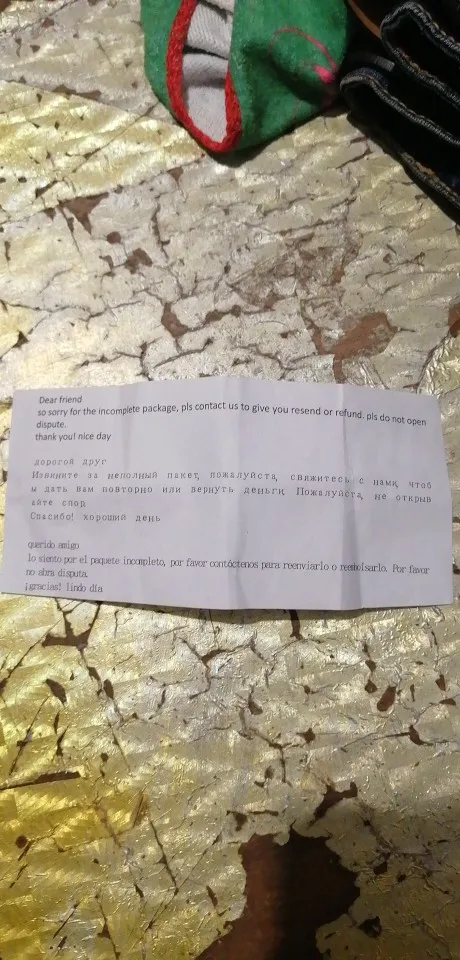 Dear friend
so sorry for the incomplete package, pls contact us to give you resend or refund. pls do not open
dispute.
thank you! nice day
дорогой друг
Извините за неполный пакет, пожалуйста, свяжитесь с нами, чтоб
ы дать вам повторно или вернуть деньги. Пожалуйста, не открыв
айте спор
Спасибо! хороший день
querido amigo
lo siento por el paquete incompleto, por favor contáctenos para reenviarlo o reembolsarlo. Por favor
no abra disputa.
¡gracias! lindo día